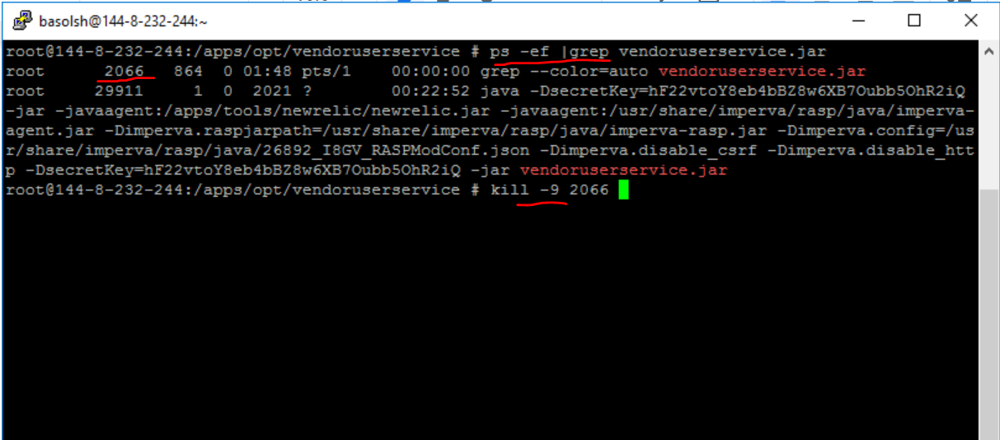 basolsh@144-8-232-244:~
root@144-8-232-244:/apps/opt/vendoruserservice # ps -ef |grep vendoruserservice.jar
root      2066   864  0 01:48 pts/1    00:00:00 grep --color=auto vendoruserservice.jar
root     29911     1  0  2021 ?        00:22:52 java -DsecretKey=hF22vtoY8eb4bBZ8w6XB7Oubb5OhR2iQ
-jar -javaagent:/apps/tools/newrelic/newrelic.jar -javaagent:/usr/share/imperva/rasp/java/imperva-
agent.jar -Dimperva.raspjarpath=/usr/share/imperva/rasp/java/imperva-rasp.jar -Dimperva.config=/us
r/share/imperva/rasp/java/26892_I8GV_RASPModConf.json -Dimperva.disable_csrf -Dimperva.disable_htt
p -DsecretKey=hF22vtoY8eb4bBZ8w6XB7Oubb5OhR2iQ -jar vendoruserservice.jar
root@144-8-232-244:/apps/opt/vendoruserservice # kill -9 2066